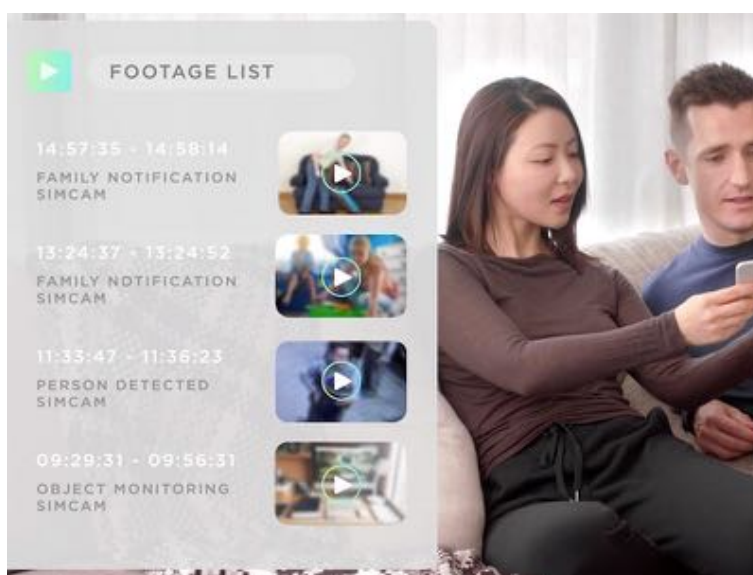 FOOTAGE LIST
14:57:35 - 14:58:14
FAMILY NOTIFICATION
SIMCAM
13:24:37 - 13:24:52
FAMILY NOTIFICATION
SIMCAM
11:33:47 - 11:36:23
PERSON DETECTED
SIMCAM
09:29:31 - 09:56:31
OBJECT MONITORING
SIMCAM